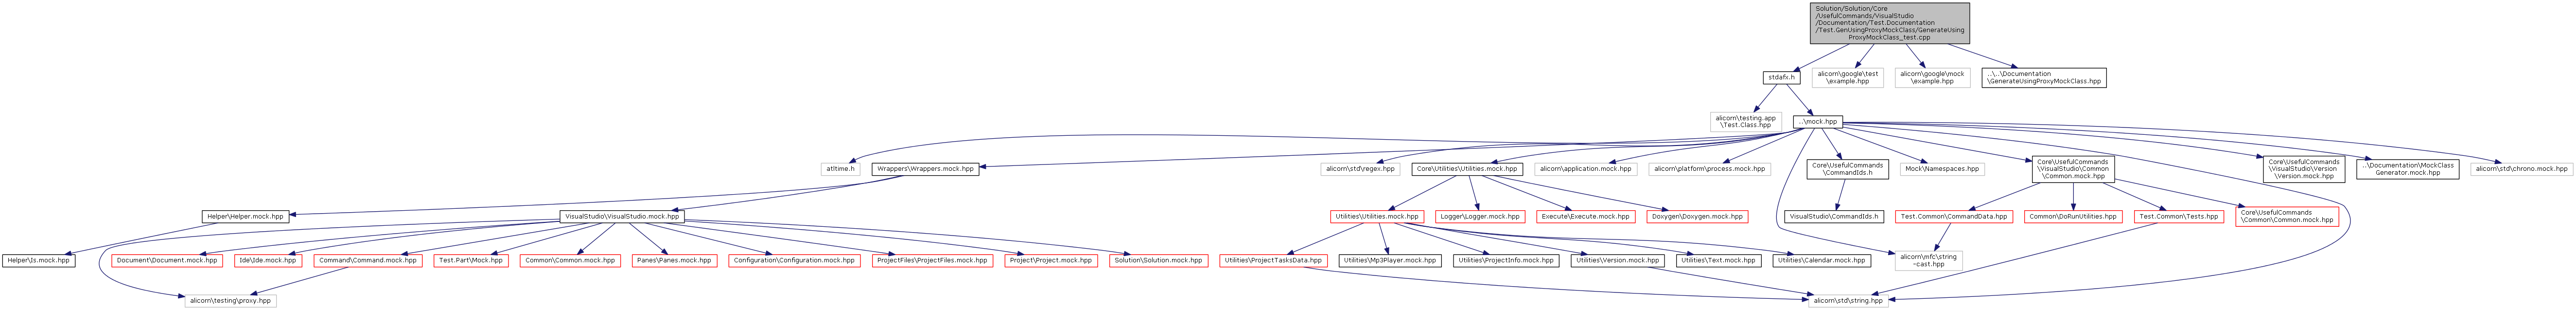 Solution/Solution/Core
/UsefulCommands/VisualStudio
/Documentation/Test.Documentation
/Test.GenUsingProxyMockClass/GenerateUsing
ProxyMockClass_test.cpp
stdafx.h
alicorn\google\test
\example.hpp
alicorn\google\mock
\example.hpp
..\..\Documentation
\GenerateUsingProxyMockClass.hpp
alicorn\testing.app
\Test.Class.hpp
..\mock.hpp
atltime.h
Wrappers\Wrappers.mock.hpp
alicorn\std\regex.hpp
Core\Utilities\Utilities.mock.hpp
alicorn\application.mock.hpp
alicorn\platform\process.mock.hpp
Core\UsefulCommands
\CommandIds.h
Mock\Namespaces.hpp
Core\UsefulCommands
\VisualStudio\Common
\Common.mock.hpp
Core\UsefulCommands
\VisualStudio\Version
\Version.mock.hpp
..\Documentation\MockClass
Generator.mock.hpp
alicorn\std\chrono.mock.hpp
Helper\Helper.mock.hpp
VisualStudio\VisualStudio.mock.hpp
Utilities\Utilities.mock.hpp
Logger\Logger.mock.hpp
Execute\Execute.mock.hpp
Doxygen\Doxygen.mock.hpp
VisualStudio\CommandIds.h
Test.Common\CommandData.hpp
Common\DoRunUtilities.hpp
Test.Common\Tests.hpp
Core\UsefulCommands
\Common\Common.mock.hpp
Helper\Is.mock.hpp
Document\Document.mock.hpp
Ide\Ide.mock.hpp
Command\Command.mock.hpp
Test.Part\Mock.hpp
Common\Common.mock.hpp
Panes\Panes.mock.hpp
Configuration\Configuration.mock.hpp
ProjectFiles\ProjectFiles.mock.hpp
Project\Project.mock.hpp
Solution\Solution.mock.hpp
Utilities\ProjectTasksData.hpp
Utilities\Mp3Player.mock.hpp
Utilities\ProjectInfo.mock.hpp
Utilities\Version.mock.hpp
Utilities\Text.mock.hpp
Utilities\Calendar.mock.hpp
alicorn\mfc\string
-cast.hpp
alicorn\testing\proxy.hpp
alicorn\std\string.hpp